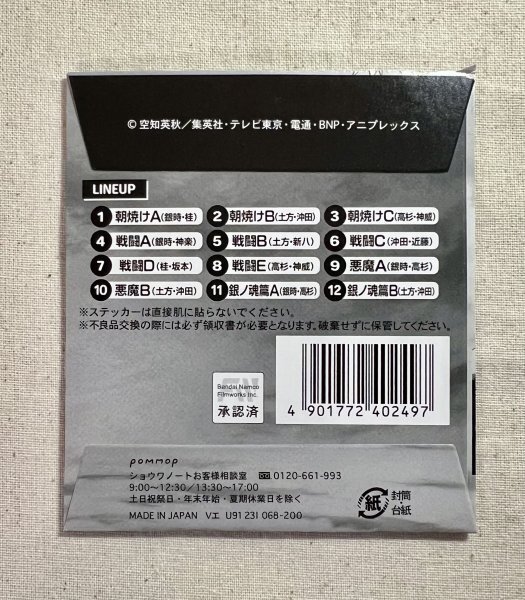 © 空知英秋／集英社・テレビ東京・電通・BNP・アニプレックス
LINEUP
1 朝焼けA(銀時・桂) 2 朝焼けB(土方・沖田) 3 朝焼けC(高杉・神威)
4 戦闘A(銀時・神楽) 5 戦闘B(土方・新八) 6 戦闘C(沖田・近藤)
7 戦闘D(桂・坂本) 8 戦闘E(高杉・神威) 9 悪魔A(銀時・高杉)
10 悪魔B(土方・沖田) 11 銀ノ魂篇A(銀時・高杉) 12 銀ノ魂篇B(土方・沖田)
※ステッカーは直接肌に貼らないでください。
※不良品交換の際には必ず領収書が必要となります。破棄せずに保管してください。
Bandai Namco
Filmworks Inc.
承認済
4 901772 402497
pommop
ショウワノートお客様相談室 0120-661-993
9:00～12:30/13:30～17:00
土日祝祭日・年末年始・夏期休業日を除く
MADE IN JAPAN Vエ U91 231 068-200
紙
封筒・
台紙